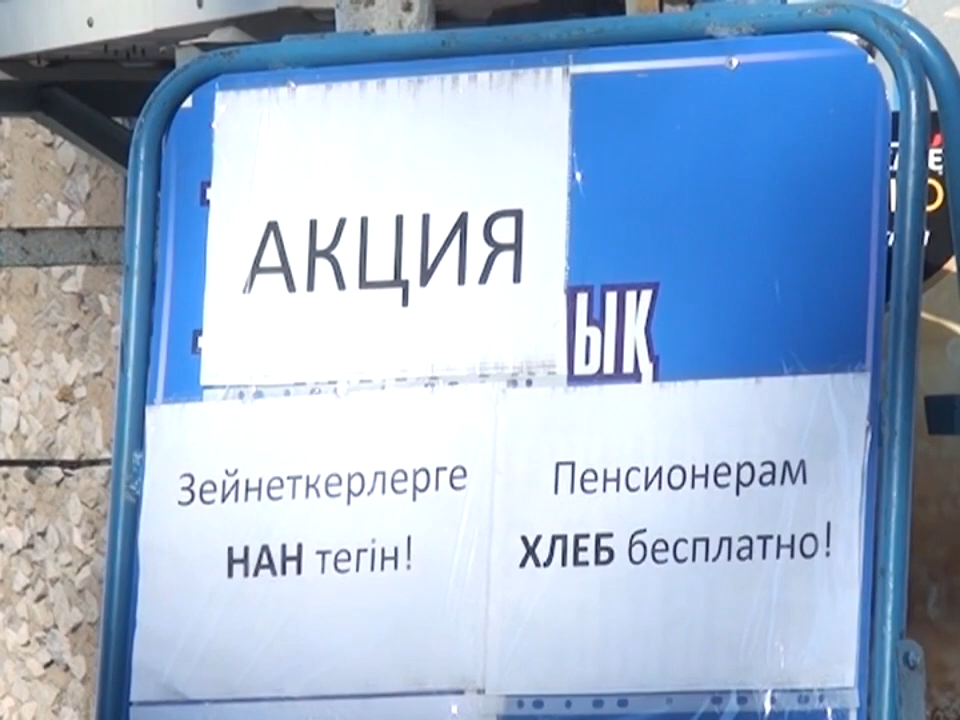 АКЦИЯ
ЫҚ
Зейнеткерлерге
НАН тегін!
Пенсионерам
ХЛЕБ бесплатно!